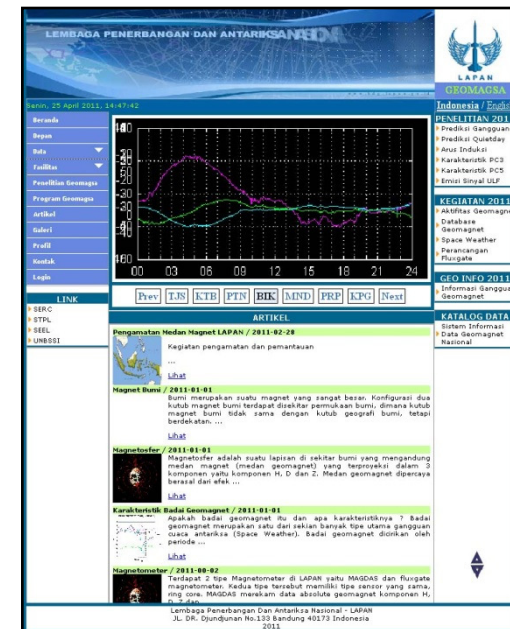 LEMBAGA PENERBANGAN DAN ANTARIKSA
LAPAN
GEOMAGSA
Senin, 25 April 2011, 14:47:42
Indonesia / English
Beranda
Depan
Data
Fasilitas
Penelitian Geomagsa
Program Geomagsa
Artikel
Galeri
Profil
Kontak
Login
LINK
SERC
STPL
SEEL
UNBSSI
00 03 06 09 12 15 18 21 24
Prev TJS KTB PTN BIK MND PRP KPG Next
ARTIKEL
Pengamatan Medan Magnet LAPAN / 2011-02-28
Kegiatan pengamatan dan pemantauan
...
Lihat
Magnet Bumi / 2011-01-01
Bumi merupakan suatu magnet yang sangat besar. Konfigurasi dua
kutub magnet bumi terdapat disekitar permukaan bumi, dimana kutub
magnet bumi tidak sama dengan kutub geografi bumi, tetapi
berdekatan. ...
Lihat
Magnetosfer / 2011-01-01
Magnetosfer adalah suatu lapisan di sekitar bumi yang mengandung
medan magnet (medan geomagnet) yang terproyeksi dalam 3
komponen yaitu komponen H, D dan Z. Medan geomagnet dipercaya
berasal dari efek ...
Lihat
Karakteristik Badai Geomagnet / 2011-01-01
Apakah badai geomagnet itu dan apa karakteristiknya ? Badai
geomagnet merupakan satu dari sekian banyak tipe utama gangguan
cuaca antariksa (Space Weather). Badai geomagnet dicirikan oleh
periode ...
Lihat
Magnetometer / 2011-00-02
Terdapat 2 tipe Magnetometer di LAPAN yaitu MAGDAS dan fluxgate
magnetometer. Kedua tipe tersebut memiliki tipe sensor yang sama,
ring core. MAGDAS merekam data absolute geomagnet komponen H,
D, Z dan
PENELITIAN 201
Prediksi Gangguan
Prediksi Quietday
Arus Induksi
Karakteristik PC3
Karakteristik PC5
Emisi Sinyal ULF
KEGIATAN 2011
Aktifitas Geomagne
Database
Geomagnet
Space Weather
Perancangan
Fluxgate
GEO INFO 2011
Informasi Ganggua
Geomagnet
KATALOG DATA
Sistem Informasi
Data Geomagnet
Nasional
Lembaga Penerbangan Dan Antariksa Nasional - LAPAN
JL. DR. Djundjunan No.133 Bandung 40173 Indonesia
2011